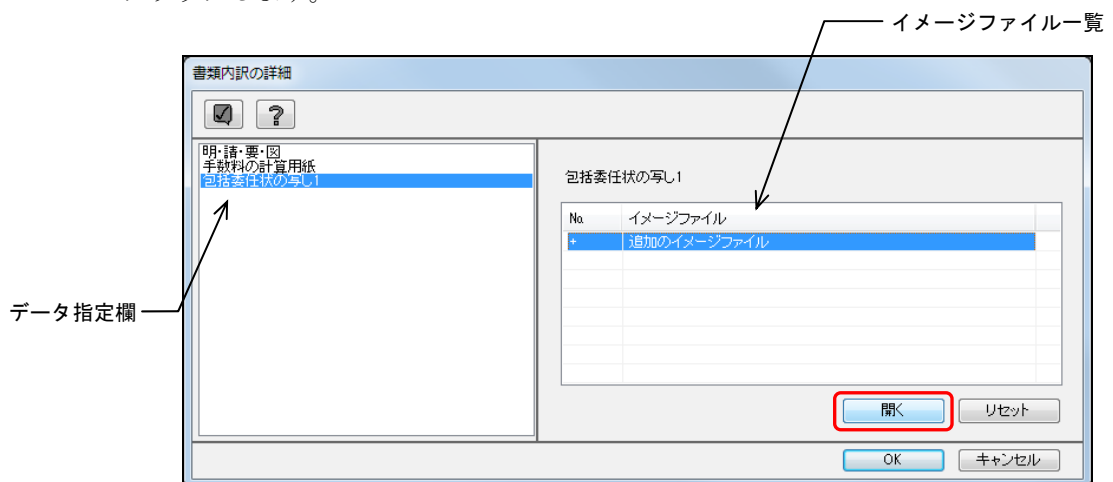 イメージファイル一覧
書類内訳の詳細
明・請・要・図
手数料の計算用紙
包括委任状の写し1
包括委任状の写し1
No. イメージファイル
+ 追加のイメージファイル
データ指定欄
開く リセット
OK キャンセル